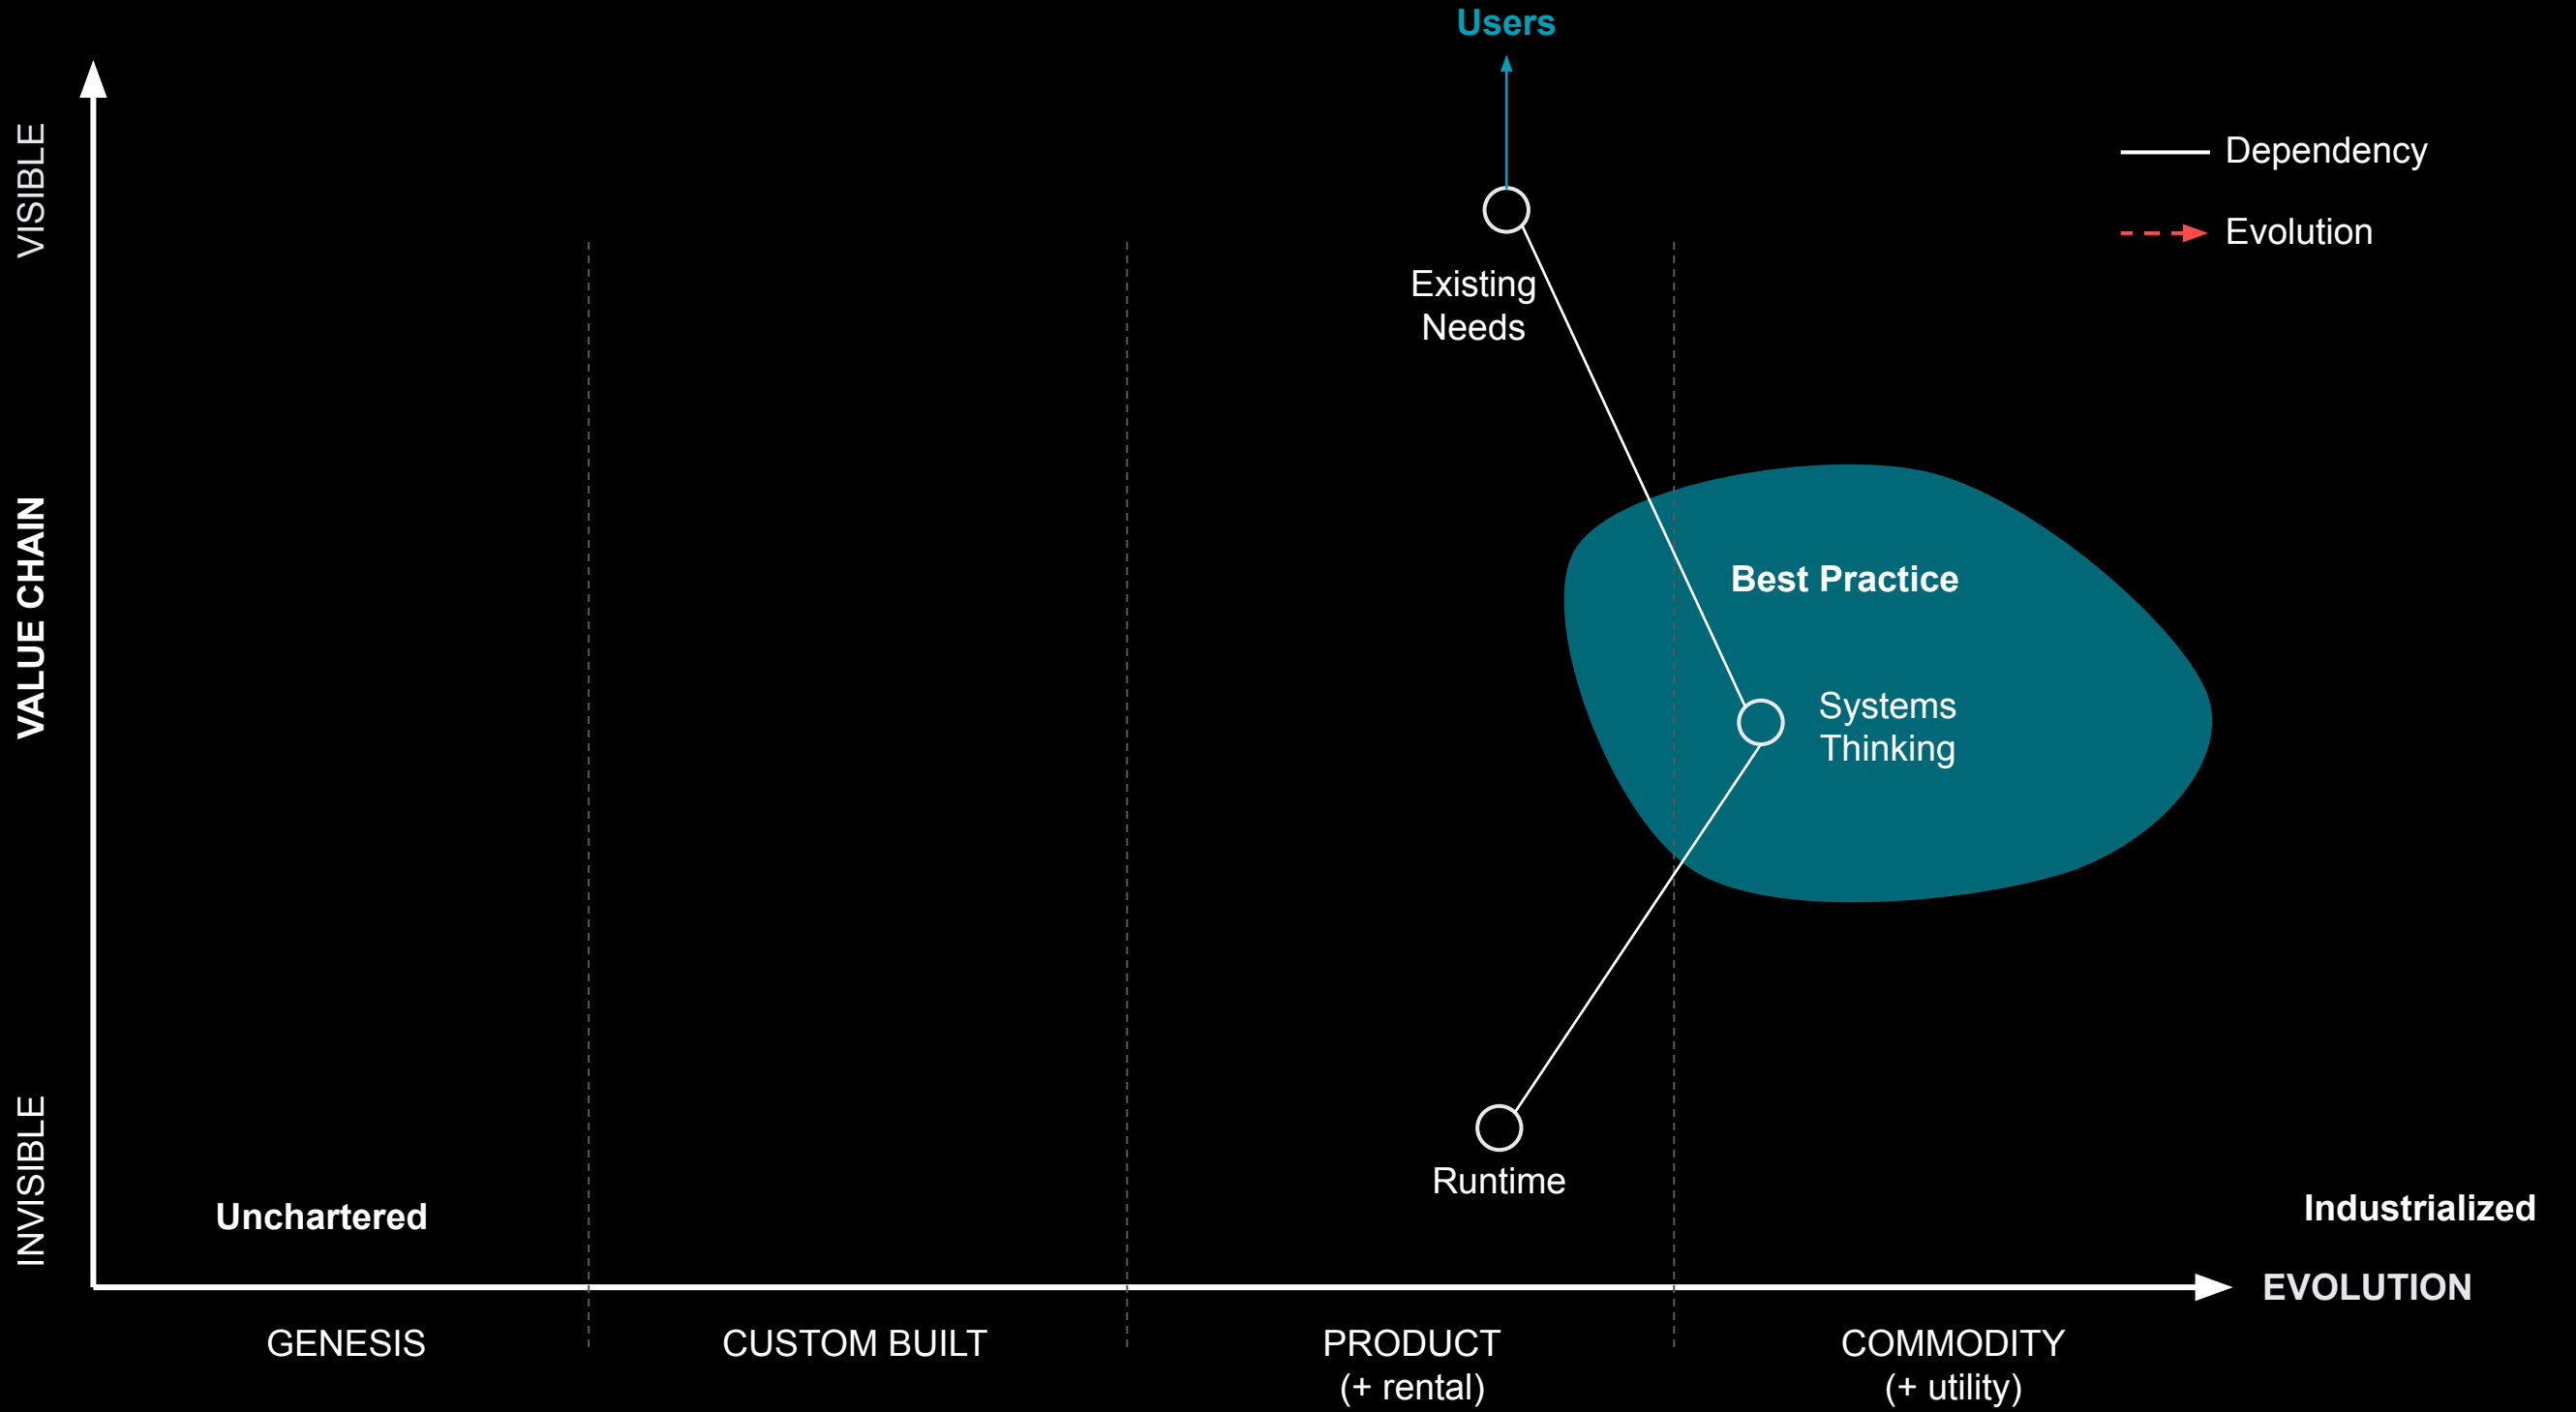 Users
VISIBLE
Dependency
Evolution
Existing
Needs
VALUE CHAIN
Best Practice
Systems
Thinking
INVISIBLE
Runtime
Unchartered
Industrialized
EVOLUTION
GENESIS
CUSTOM BUILT
PRODUCT
(+ rental)
COMMODITY
(+ utility)